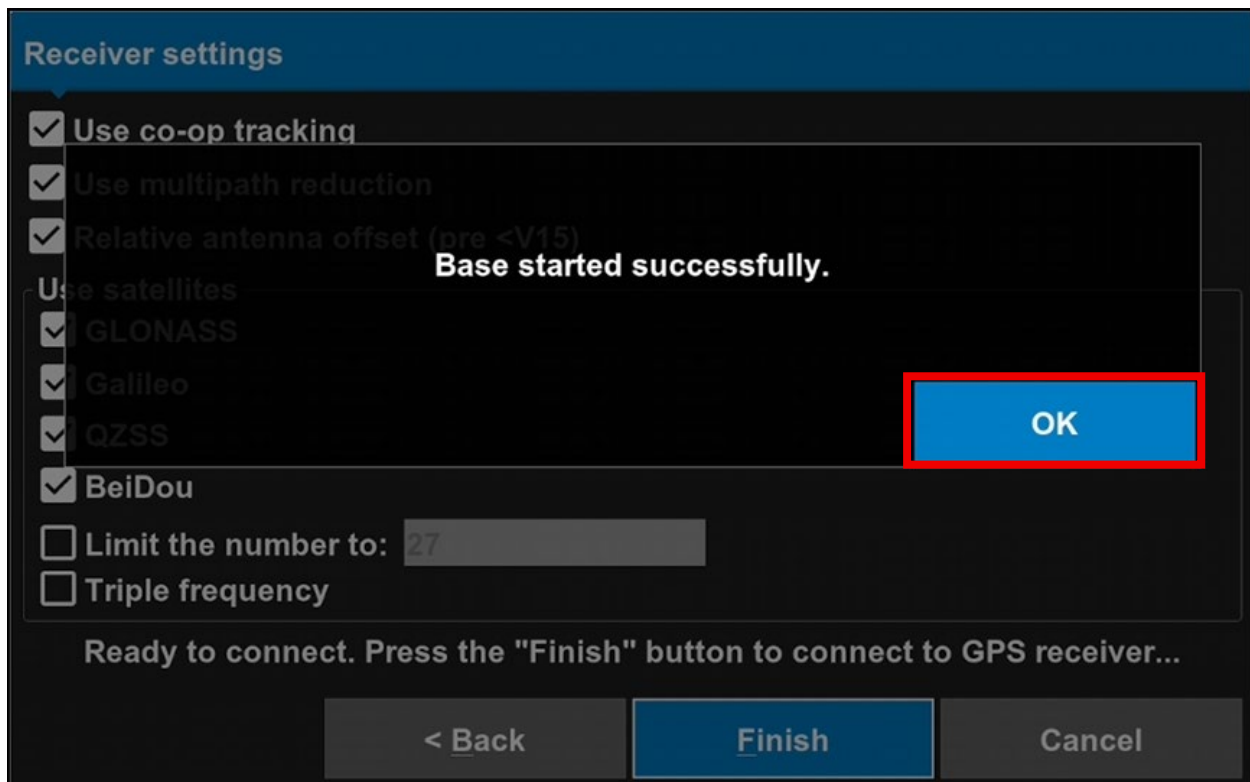 Receiver settings
Use co-op tracking
Use multipath reduction
Relative antenna offset (pre <V15)
Base started successfully.
Use satellites
GLONASS
Galileo
OK
QZSS
BeiDou
Limit the number to: 27
Triple frequency
Ready to connect. Press the "Finish" button to connect to GPS receiver...
< Back Finish Cancel